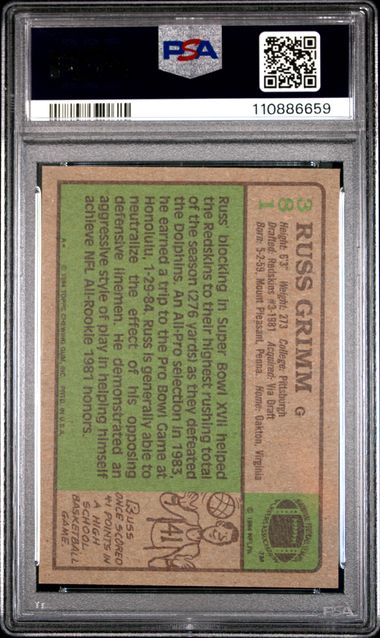 PSA
110886659
381
RUSS GRIMM G
Height: 6'3" Weight: 273 College: Pittsburgh
Drafted: Redskins #3-1981 Acquired: Via Draft
Born: 5-2-59, Mount Pleasant, Penna. Home: Oakton, Virginia
Russ' blocking in Super Bowl XVII helped
the Redskins to their highest rushing total
of the season (276 yards) as they defeated
the Dolphins. An All-Pro selection in 1983,
he earned a trip to the Pro Bowl Game at
Honolulu, 1-29-84. Russ is generally able to
neutralize the effect of his opposing
defensive linemen. He demonstrated an
aggressive style of play in helping himself
achieve NFL All-Rookie 1981 honors.
A* © 1984 TOPPS CHEWING GUM, INC. PRTD. IN U.S.A.
© 1984 NFLPA TM
41
RUSS
ONCE SCORED
41 POINTS IN
A HIGH
SCHOOL
BASKETBALL
GAME.
PSA